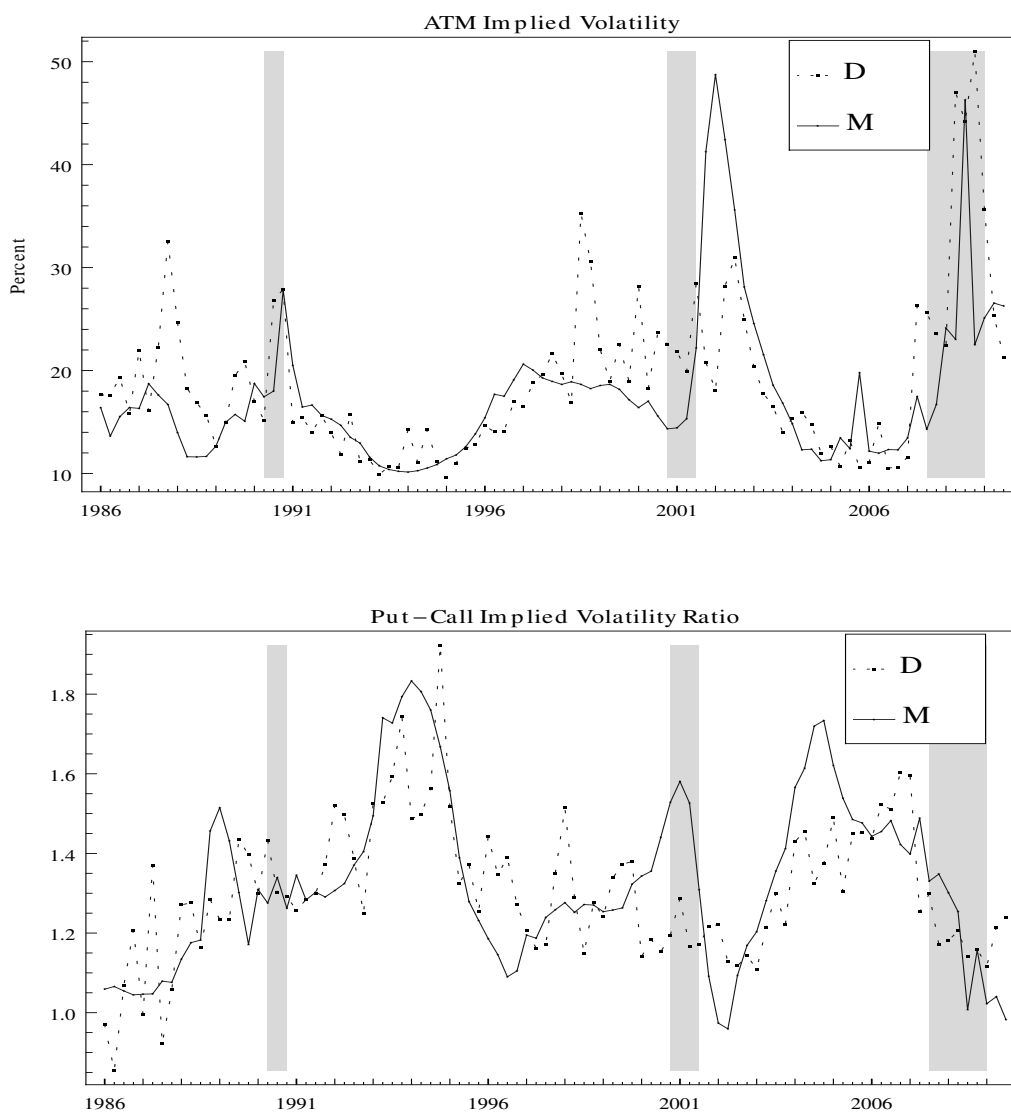 ATM Implied Volatility
Percent
50
40
30
20
10
D
M
1986
1991
1996
2001
2006
Put–Call Implied Volatility Ratio
1.8
1.6
1.4
1.2
1.0
D
M
1986
1991
1996
2001
2006